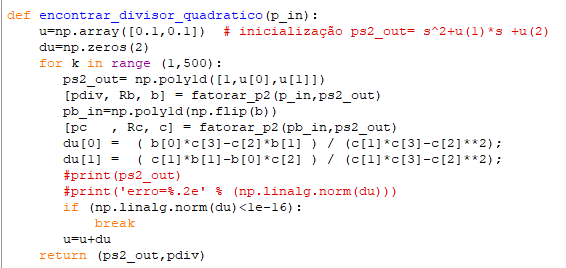 def encontrar_divisor_quadratico(p_in):
    u=np.array([0.1,0.1])  # inicialização ps2_out= s^2+u(1)*s +u(2)
    du=np.zeros(2)
    for k in range (1,500):
       ps2_out= np.poly1d([1,u[0],u[1]])
       [pdiv, Rb, b] = fatorar_p2(p_in,ps2_out)
       pb_in=np.poly1d(np.flip(b))
       [pc   , Rc, c] = fatorar_p2(pb_in,ps2_out)
       du[0] =  ( b[0]*c[3]-c[2]*b[1] ) / (c[1]*c[3]-c[2]**2);
       du[1] =  ( c[1]*b[1]-b[0]*c[2] ) / (c[1]*c[3]-c[2]**2);
       #print(ps2_out)
       #print('erro=%.2e' % (np.linalg.norm(du)))
       if (np.linalg.norm(du)<1e-16):
           break
       u=u+du
    return (ps2_out,pdiv)